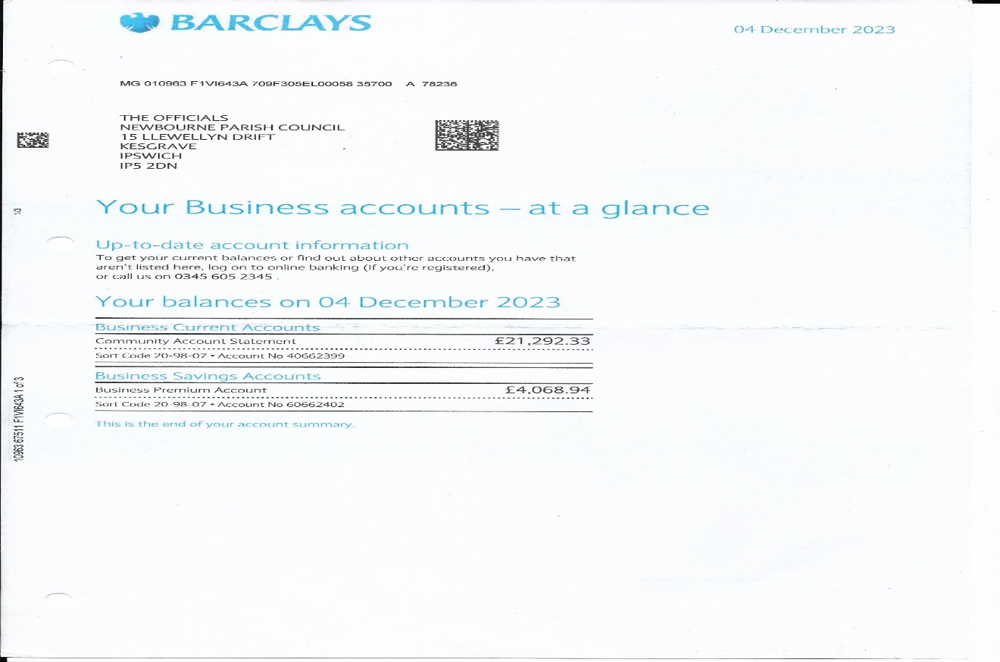 BARCLAYS
04 December 2023
MG 010963 F1VI643A 709F305EL00058 35700 A 78236
THE OFFICIALS
NEWBOURNE PARISH COUNCIL
15 LLEWELLYN DRIFT
KESGRAVE
IPSWICH
IP5 2DN
1/3
Your Business accounts – at a glance
Up-to-date account information
To get your current balances or find out about other accounts you have that
aren't listed here, log on to online banking (if you're registered),
or call us on 0345 605 2345 .
Your balances on 04 December 2023
Business Current Accounts
Community Account Statement £21,292.33
Sort Code 20-98-07 • Account No 40662399
Business Savings Accounts
Business Premium Account £4,068.94
Sort Code 20-98-07 • Account No 60662402
This is the end of your account summary.
10963 67511 F1VI643A 1 of 3